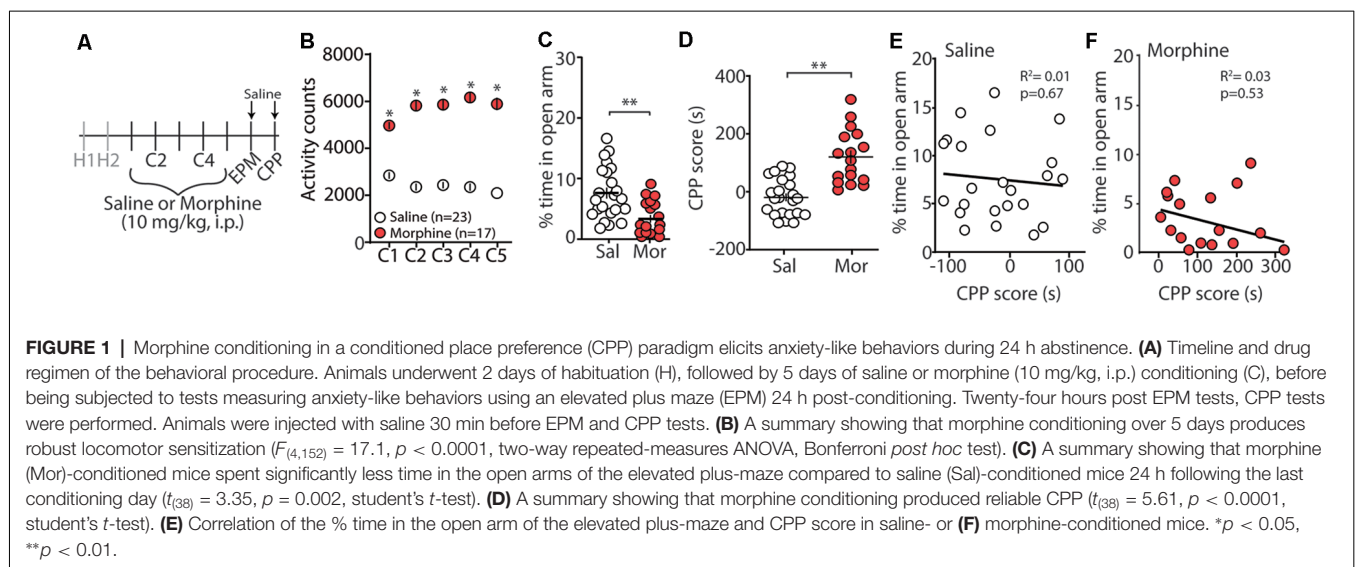 A
Saline
H1 H2 C2 C4 EPM CPP
Saline or Morphine
(10 mg/kg, i.p.)
B
Activity counts
8000
6000
4000
2000
0
* * * * *
Saline (n=23)
Morphine (n=17)
C1 C2 C3 C4 C5
C
% time in open arm
30
20
10
0
**
Sal Mor
D
CPP score (s)
400
200
0
-200
**
Sal Mor
E
Saline
% time in open arm
20
15
10
5
0
R²= 0.01
p=0.67
-100 0 100
CPP score (s)
F
Morphine
% time in open arm
20
15
10
5
0
R²= 0.03
p=0.53
0 100 200 300
CPP score (s)
FIGURE 1 | Morphine conditioning in a conditioned place preference (CPP) paradigm elicits anxiety-like behaviors during 24 h abstinence. (A) Timeline and drug
regimen of the behavioral procedure. Animals underwent 2 days of habituation (H), followed by 5 days of saline or morphine (10 mg/kg, i.p.) conditioning (C), before
being subjected to tests measuring anxiety-like behaviors using an elevated plus maze (EPM) 24 h post-conditioning. Twenty-four hours post EPM tests, CPP tests
were performed. Animals were injected with saline 30 min before EPM and CPP tests. (B) A summary showing that morphine conditioning over 5 days produces
robust locomotor sensitization (F(4,152) = 17.1, p < 0.0001, two-way repeated-measures ANOVA, Bonferroni post hoc test). (C) A summary showing that morphine
(Mor)-conditioned mice spent significantly less time in the open arms of the elevated plus-maze compared to saline (Sal)-conditioned mice 24 h following the last
conditioning day (t(38) = 3.35, p = 0.002, student's t-test). (D) A summary showing that morphine conditioning produced reliable CPP (t(38) = 5.61, p < 0.0001,
student's t-test). (E) Correlation of the % time in the open arm of the elevated plus-maze and CPP score in saline- or (F) morphine-conditioned mice. *p < 0.05,
**p < 0.01.